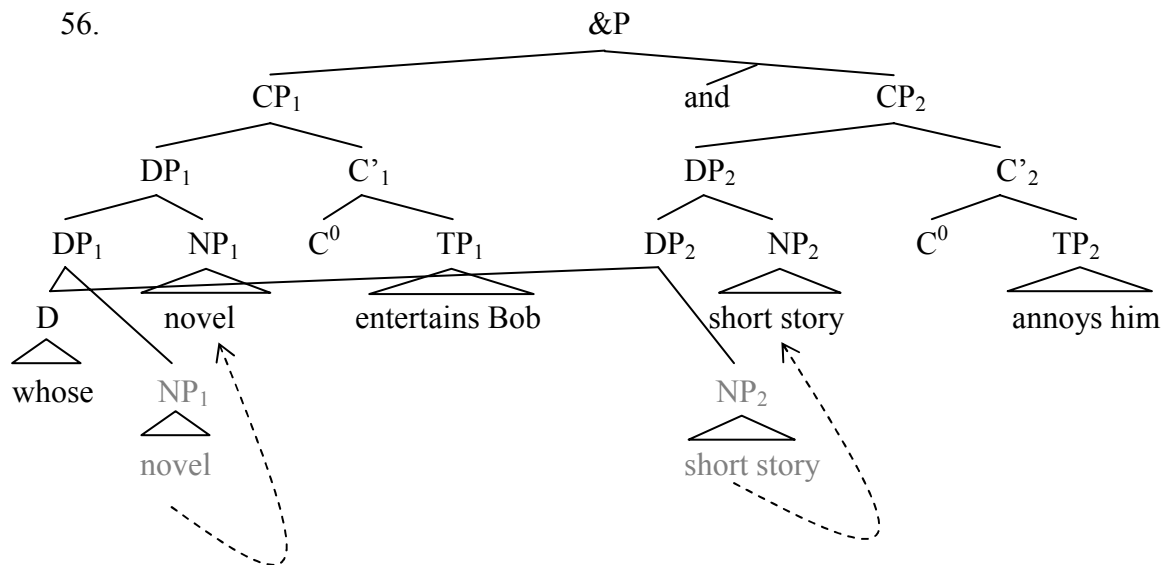 56. &P
CP₁ and CP₂
DP₁ C’₁ DP₂ C’₂
DP₁ NP₁ C⁰ TP₁ DP₂ NP₂ C⁰ TP₂
D novel entertains Bob short story annoys him
whose NP₁ NP₂
novel short story